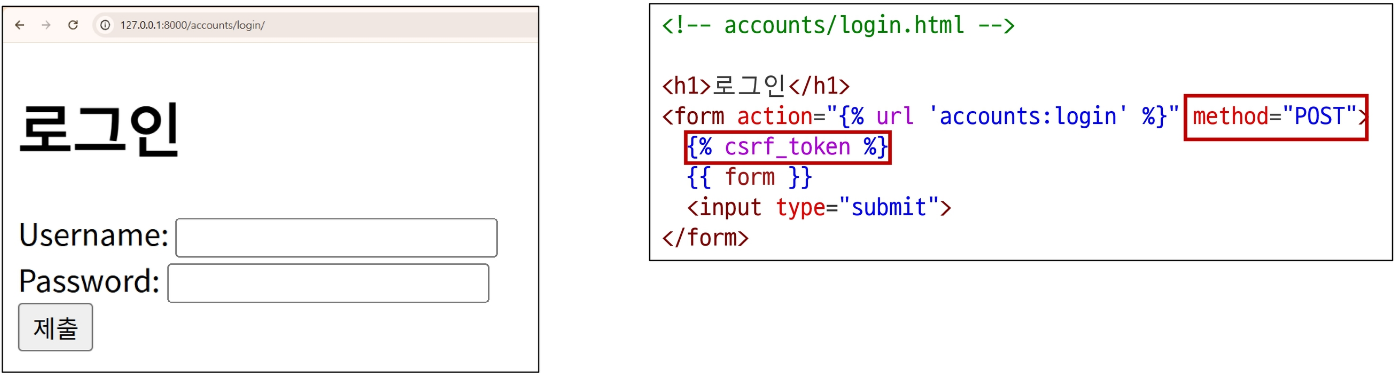 127.0.0.1:8000/accounts/login/
로그인
Username:
Password:
제출
<!-- accounts/login.html -->
<h1>로그인</h1>
<form action="{% url 'accounts:login' %}" method="POST">
{% csrf_token %}
{{ form }}
<input type="submit">
</form>